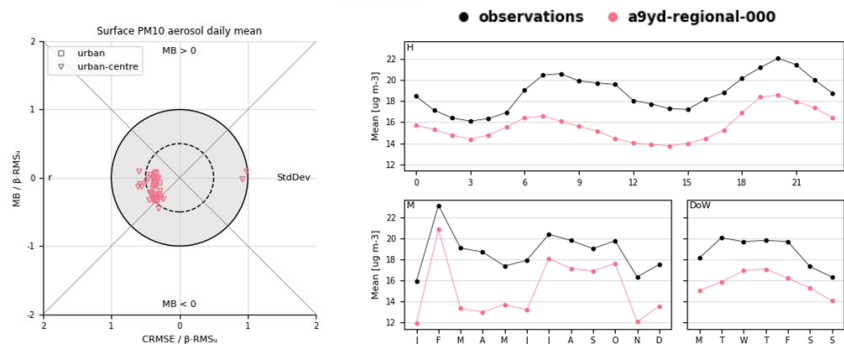 Surface PM10 aerosol daily mean
MB > 0
urban
urban-centre
2
1
0
-1
-2
MB / β·RMSᵤ
r
StdDev
MB < 0
2
1
0
1
2
CRMSE / β·RMSᵤ
observations
a9yd-regional-000
H
Mean [ug m-3]
22
20
18
16
14
12
0
3
6
9
12
15
18
21
M
Mean [ug m-3]
22
20
18
16
14
12
J F M A M J J A S O N D
DoW
M T W T F S S